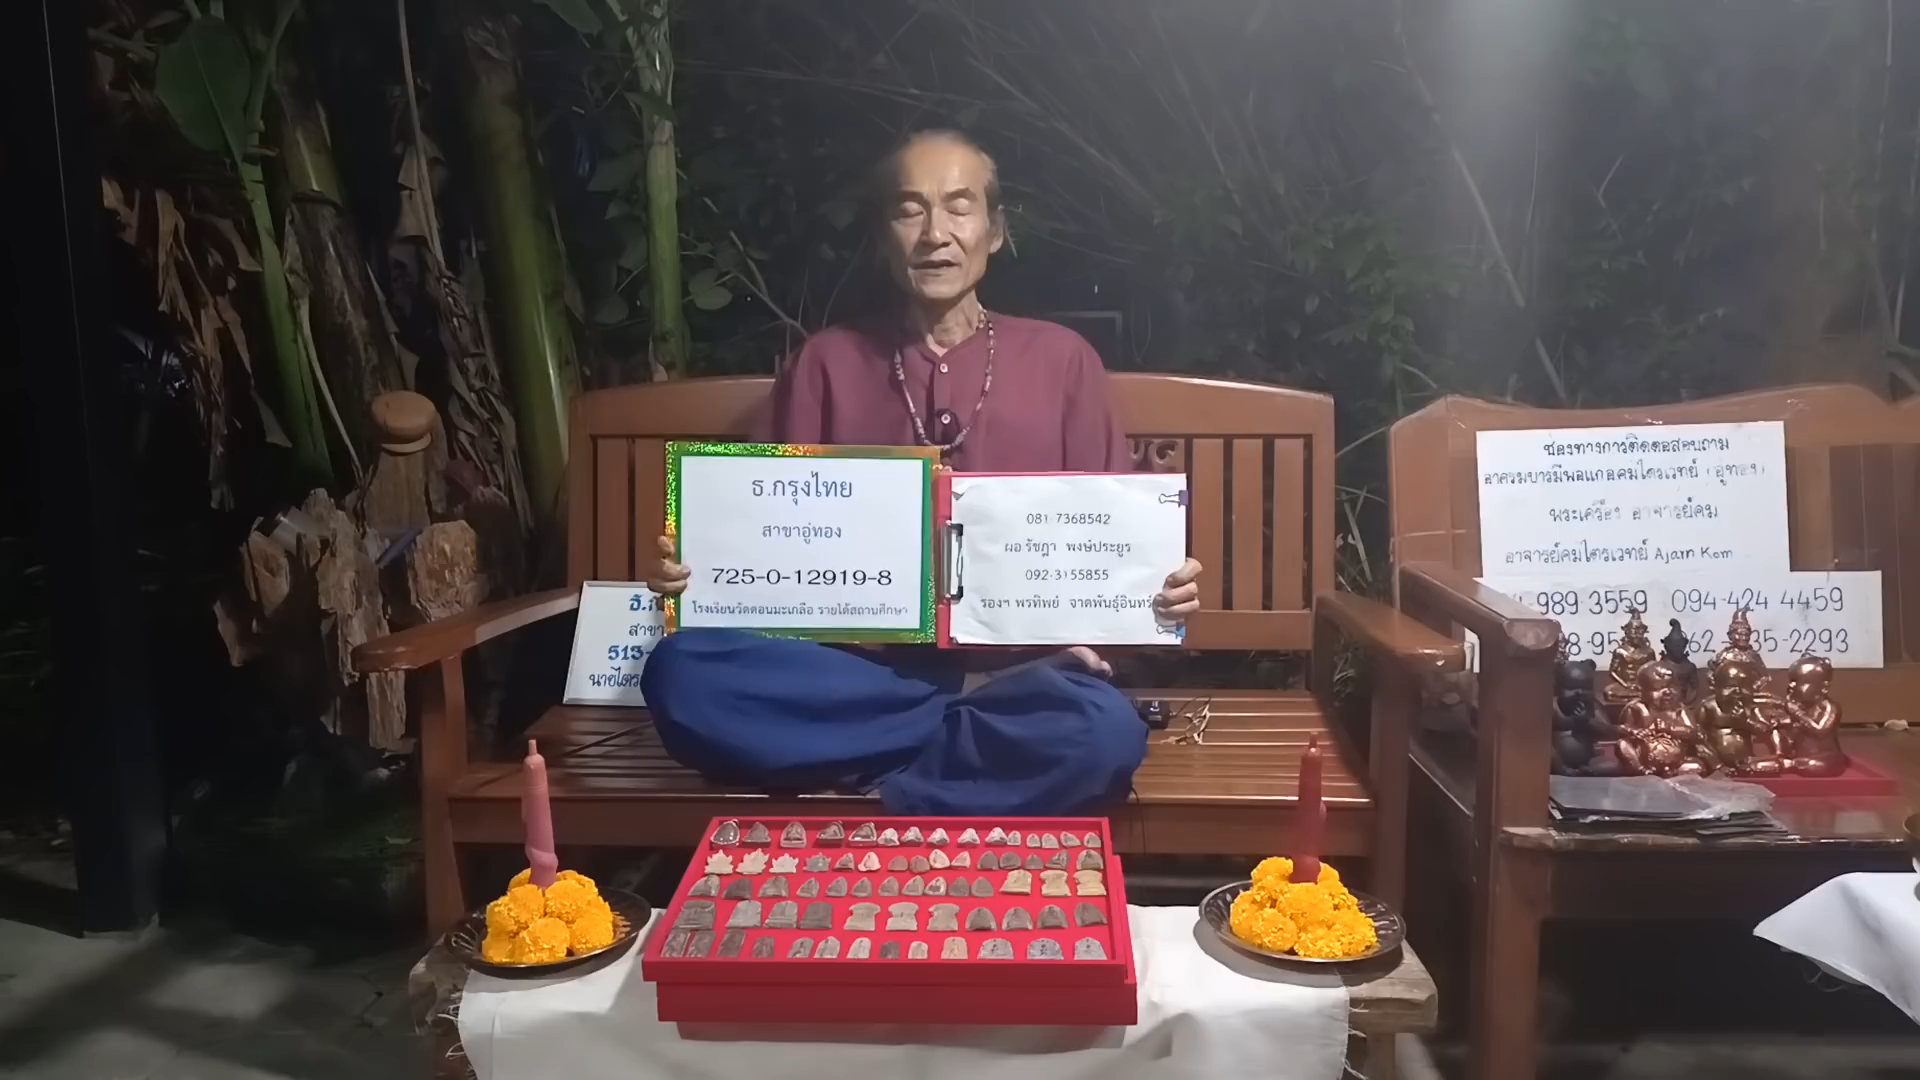 ธ.กรุงไทย
สาขาอู่ทอง
725-0-12919-8
โรงเรียนวัดดอนมะเกลือ รายได้สถานศึกษา
081-7368542
ผอ รัชฎา พงษ์ประยูร
092-3155855
รองฯ พรทิพย์ จาดพันธุ์อินทร์
สาขา
513-
นายไตร
ช่องทางการติดต่อสอบถาม
พระเครื่อง อาจารย์คม
อาจารย์คมไตรเวทย์ Ajarn Kom
989 3559 094-424 4459
35-2293